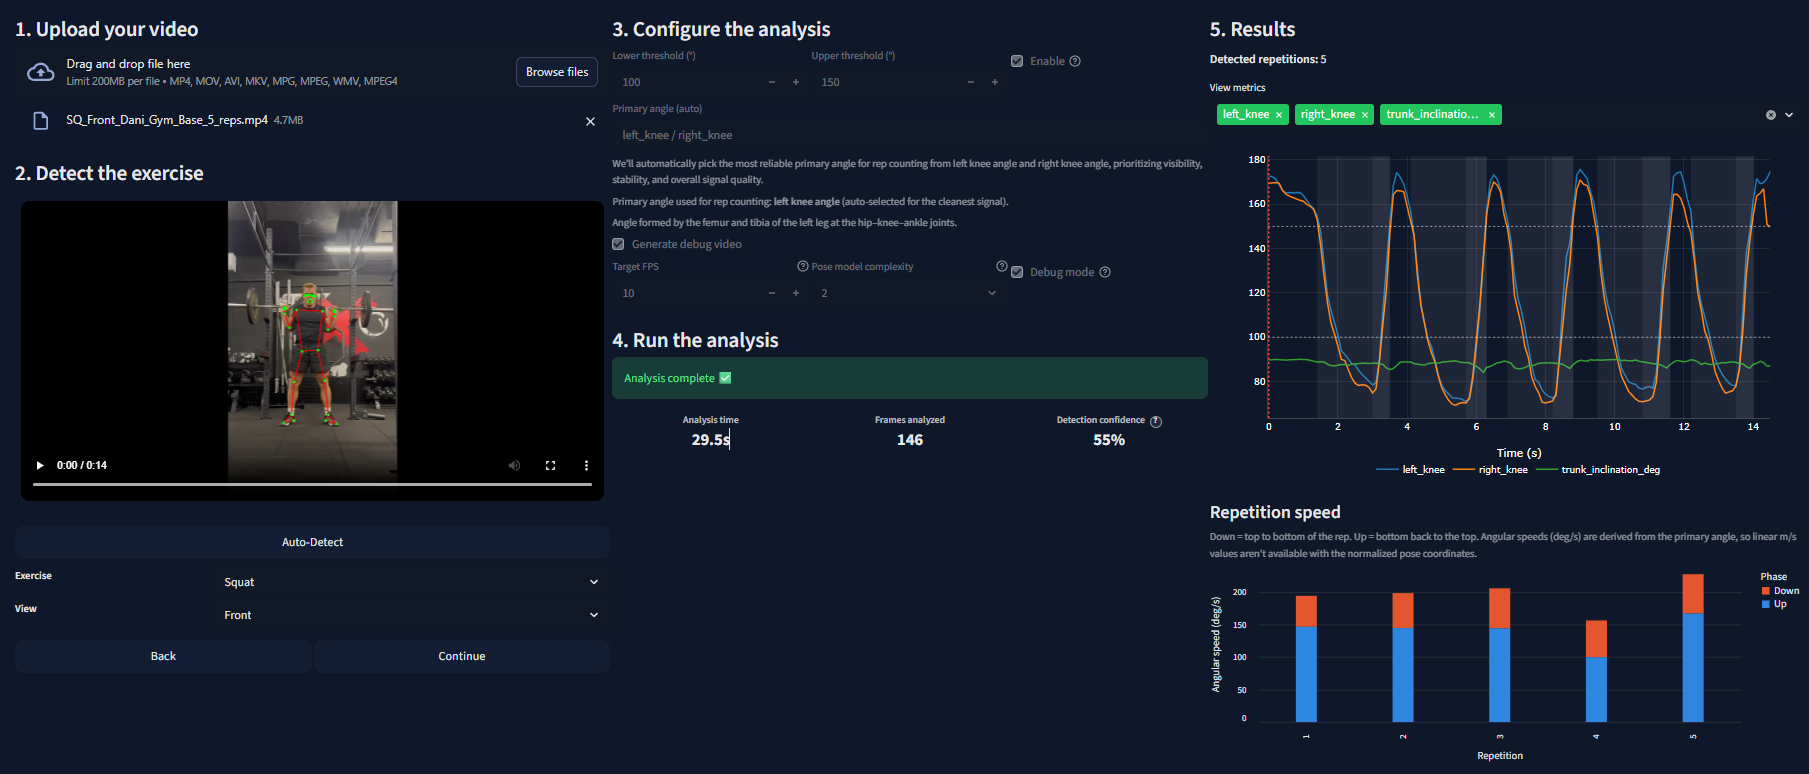 1. Upload your video
Drag and drop file here
Limit 200MB per file • MP4, MOV, AVI, MKV, MPG, MPEG, WMV, MPEG4
Browse files
SQ_Front_Dani_Gym_Base_5_reps.mp4 4.7MB
2. Detect the exercise
0:00 / 0:14
Auto-Detect
Exercise
Squat
View
Front
Back
Continue
3. Configure the analysis
Lower threshold (°)
Upper threshold (°)
Enable
100
150
Primary angle (auto)
left_knee / right_knee
We'll automatically pick the most reliable primary angle for rep counting from left knee angle and right knee angle, prioritizing visibility,
stability, and overall signal quality.
Primary angle used for rep counting: left knee angle (auto-selected for the cleanest signal).
Angle formed by the femur and tibia of the left leg at the hip–knee–ankle joints.
Generate debug video
Target FPS
Pose model complexity
Debug mode
10
2
4. Run the analysis
Analysis complete ✅
Analysis time
29.5s
Frames analyzed
146
Detection confidence
55%
5. Results
Detected repetitions: 5
View metrics
left_knee ×
right_knee ×
trunk_inclinatio... ×
180
160
140
120
100
80
0 2 4 6 8 10 12 14
Time (s)
left_knee right_knee trunk_inclination_deg
Repetition speed
Down = top to bottom of the rep. Up = bottom back to the top. Angular speeds (deg/s) are derived from the primary angle, so linear m/s
values aren't available with the normalized pose coordinates.
Angular speed (deg/s)
200
150
100
50
0
1 2 3 4 5
Repetition
Phase
Down
Up